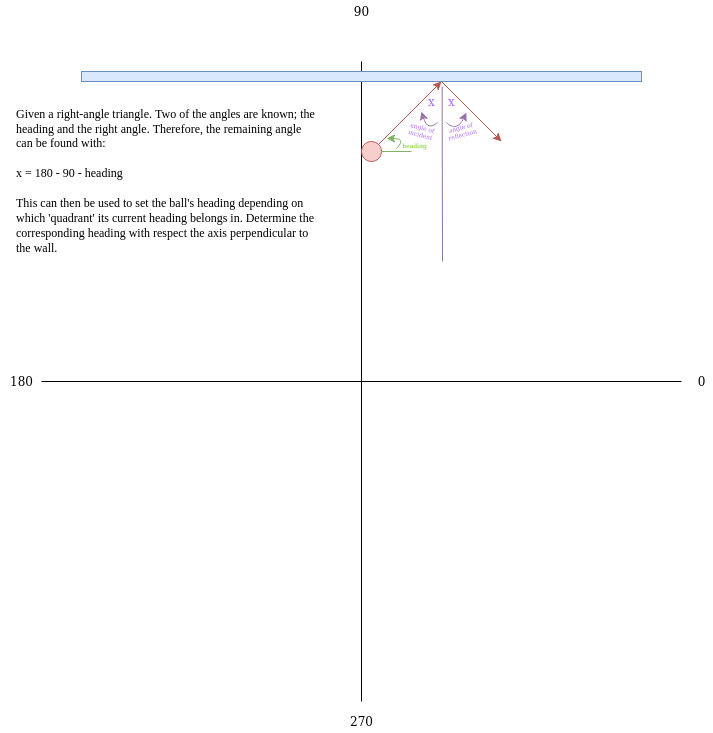 90
Given a right-angle triangle. Two of the angles are known; the
heading and the right angle. Therefore, the remaining angle
can be found with:
x = 180 - 90 - heading
This can then be used to set the ball's heading depending on
which 'quadrant' its current heading belongs in. Determine the
corresponding heading with respect the axis perpendicular to
the wall.
X X
angle of
incident
angle of
reflection
heading
180
0
270